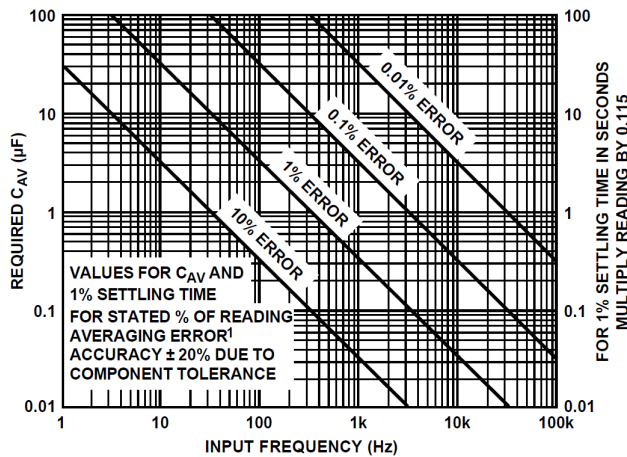 100
10
1
0.1
0.01
REQUIRED CAV (µF)
0.01% ERROR
0.1% ERROR
1% ERROR
10% ERROR
VALUES FOR CAV AND
1% SETTLING TIME
FOR STATED % OF READING
AVERAGING ERROR1
ACCURACY ± 20% DUE TO
COMPONENT TOLERANCE
100
10
1
0.1
0.01
FOR 1% SETTLING TIME IN SECONDS
MULTIPLY READING BY 0.115
1 10 100 1k 10k 100k
INPUT FREQUENCY (Hz)